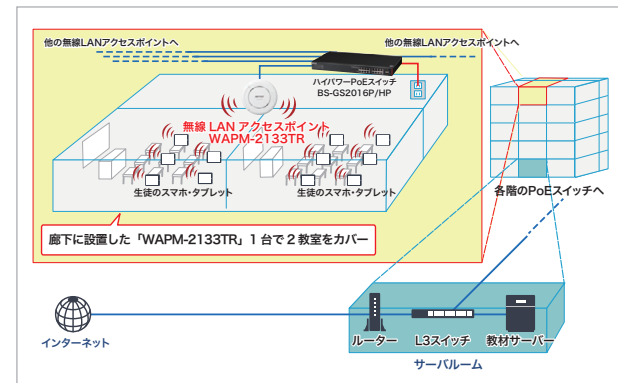 他の無線LANアクセスポイントへ
他の無線LANアクセスポイントへ
ハイパワーPoEスイッチ
BS-GS2016P/HP
無線 LAN アクセスポイント
WAPM-2133TR
生徒のスマホ・タブレット
生徒のスマホ・タブレット
各階のPoEスイッチへ
廊下に設置した「WAPM-2133TR」1 台で 2 教室をカバー
インターネット
ルーター
L3スイッチ
教材サーバー
サーバルーム